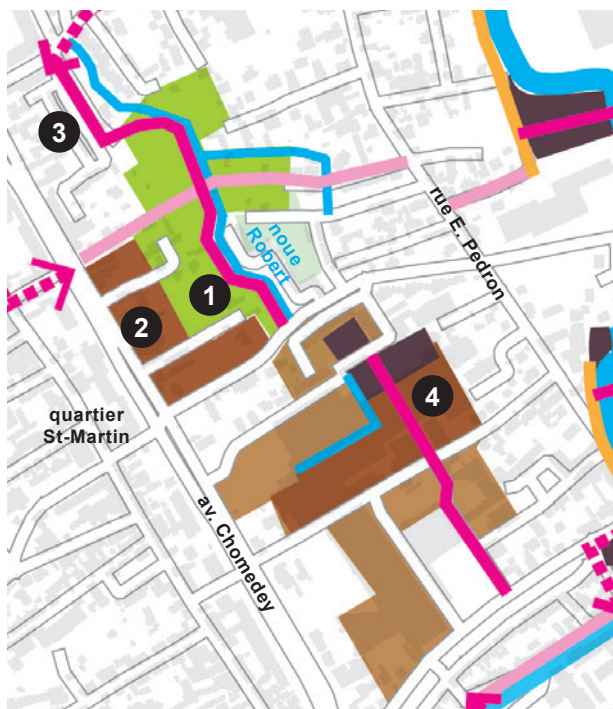 3
rue E. Pedron
noue
Robert
1
2
4
quartier
St-Martin
av. Chomedey